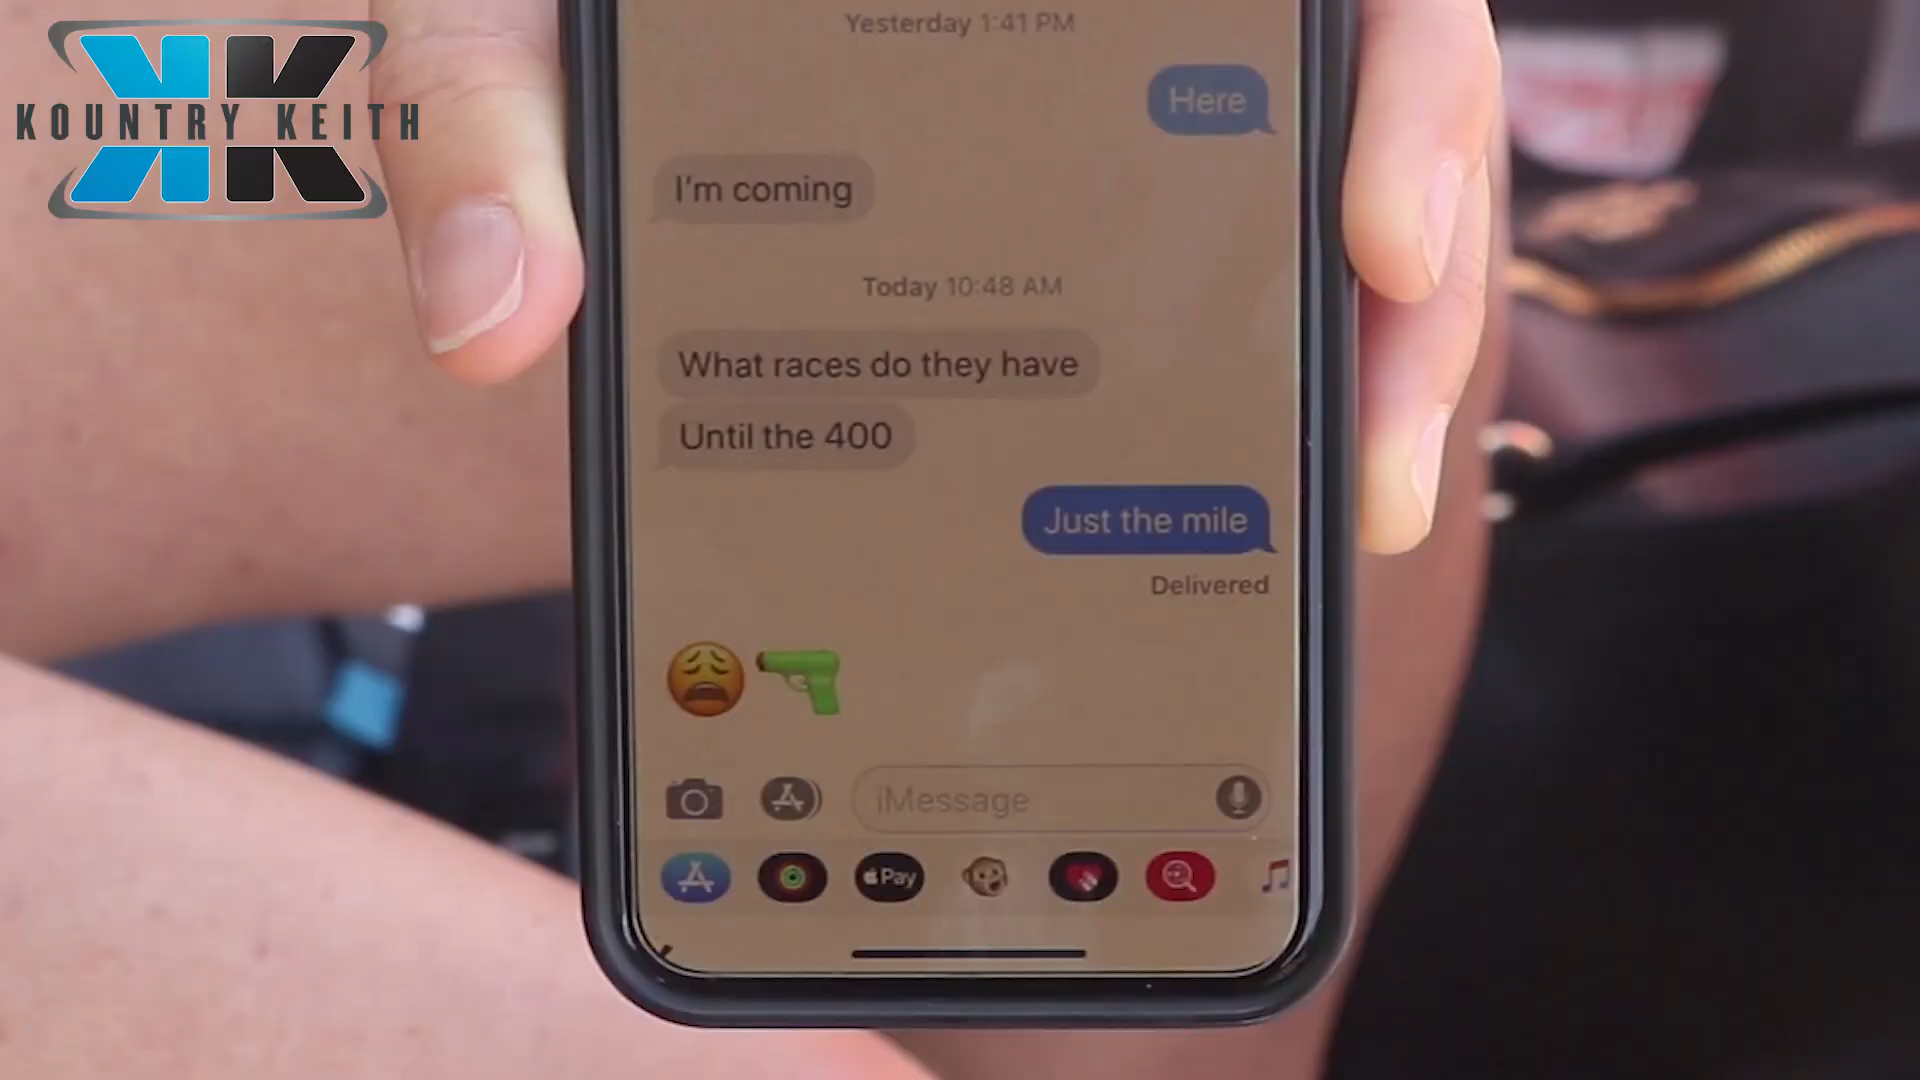 KOUNTRY KEITH
Yesterday 1:41 PM
Here
I'm coming
Today 10:48 AM
What races do they have
Until the 400
Just the mile
Delivered
iMessage
Pay